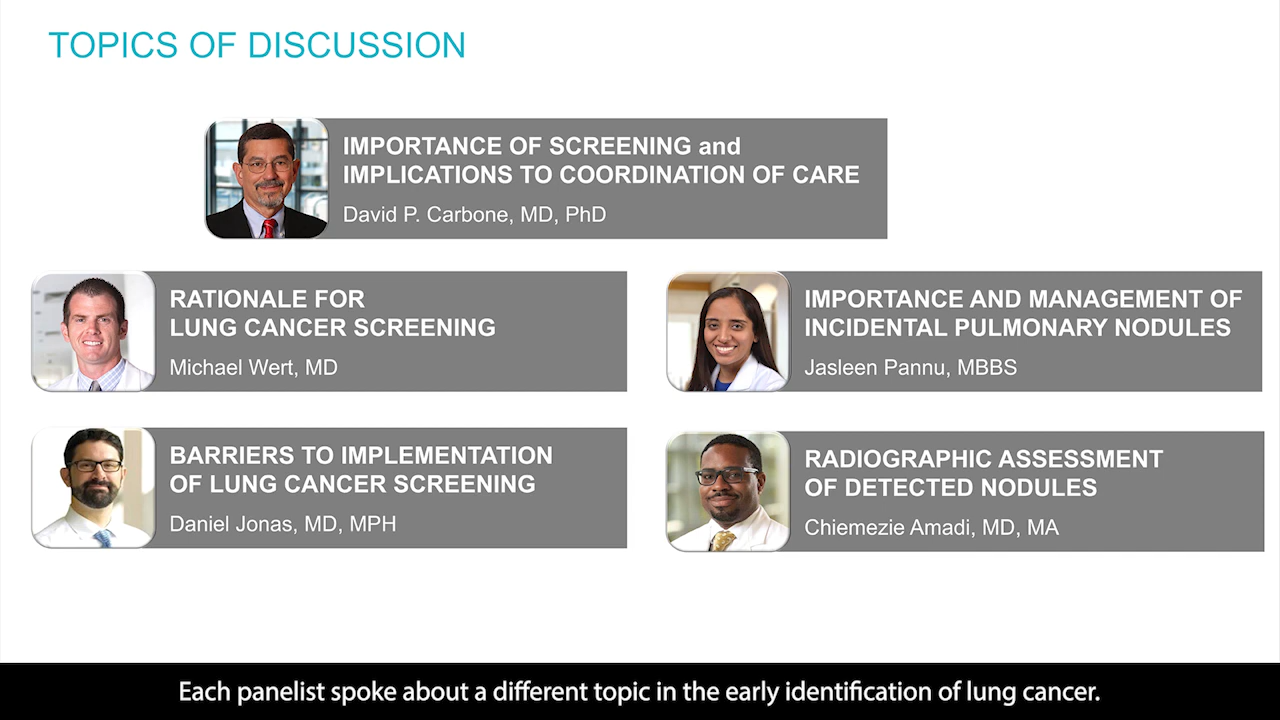 TOPICS OF DISCUSSION
IMPORTANCE OF SCREENING and
IMPLICATIONS TO COORDINATION OF CARE
David P. Carbone, MD, PhD
RATIONALE FOR
LUNG CANCER SCREENING
Michael Wert, MD
IMPORTANCE AND MANAGEMENT OF
INCIDENTAL PULMONARY NODULES
Jasleen Pannu, MBBS
BARRIERS TO IMPLEMENTATION
OF LUNG CANCER SCREENING
Daniel Jonas, MD, MPH
RADIOGRAPHIC ASSESSMENT
OF DETECTED NODULES
Chiemezie Amadi, MD, MA
Each panelist spoke about a different topic in the early identification of lung cancer.